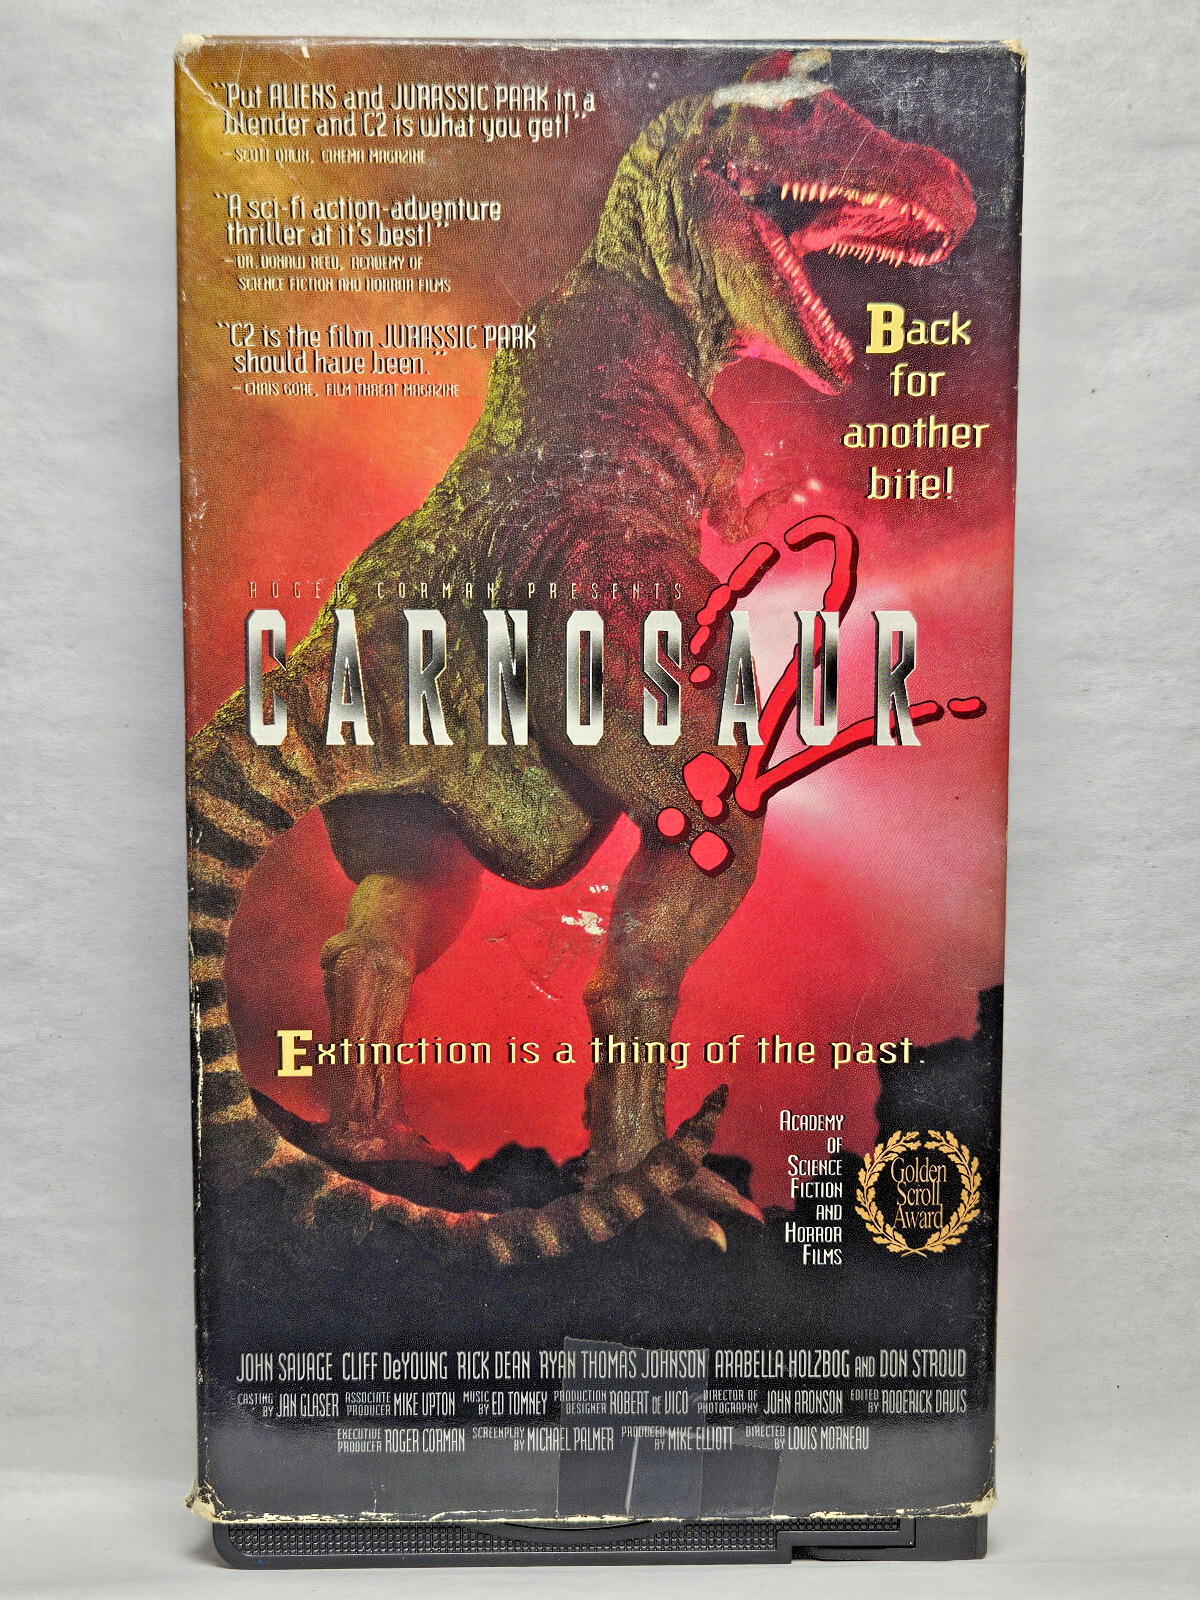 "Put ALIENS and JURASSIC PARK in a
blender and C2 is what you get!"
"A sci-fi action-adventure
thriller at it's best!"
– DR. DONALD REED, ACADEMY OF
SCIENCE FICTION AND HORROR FILMS
"C2 is the film JURASSIC PARK
should have been."
– CHRIS GORE, FILM THREAT MAGAZINE
Back
for
another
bite!
ROGER CORMAN PRESENTS
CARNOSAUR 2
Extinction is a thing of the past.
ACADEMY
OF
SCIENCE
FICTION
AND
HORROR
FILMS
Golden
Scroll
Award
JOHN SAVAGE CLIFF DeYOUNG RICK DEAN RYAN THOMAS JOHNSON ARABELLA HOLZBOG AND DON STROUD
CASTING BY JAN GLASER ASSOCIATE PRODUCER MIKE UPTON MUSIC BY ED TOMNEY PRODUCTION DESIGNER ROBERT DE VICO DIRECTOR OF PHOTOGRAPHY JOHN ARONSON EDITED BY RODERICK DAVIS
EXECUTIVE PRODUCER ROGER CORMAN SCREENPLAY BY MICHAEL PALMER PRODUCED BY MIKE ELLIOTT DIRECTED BY LOUIS MORNEAU